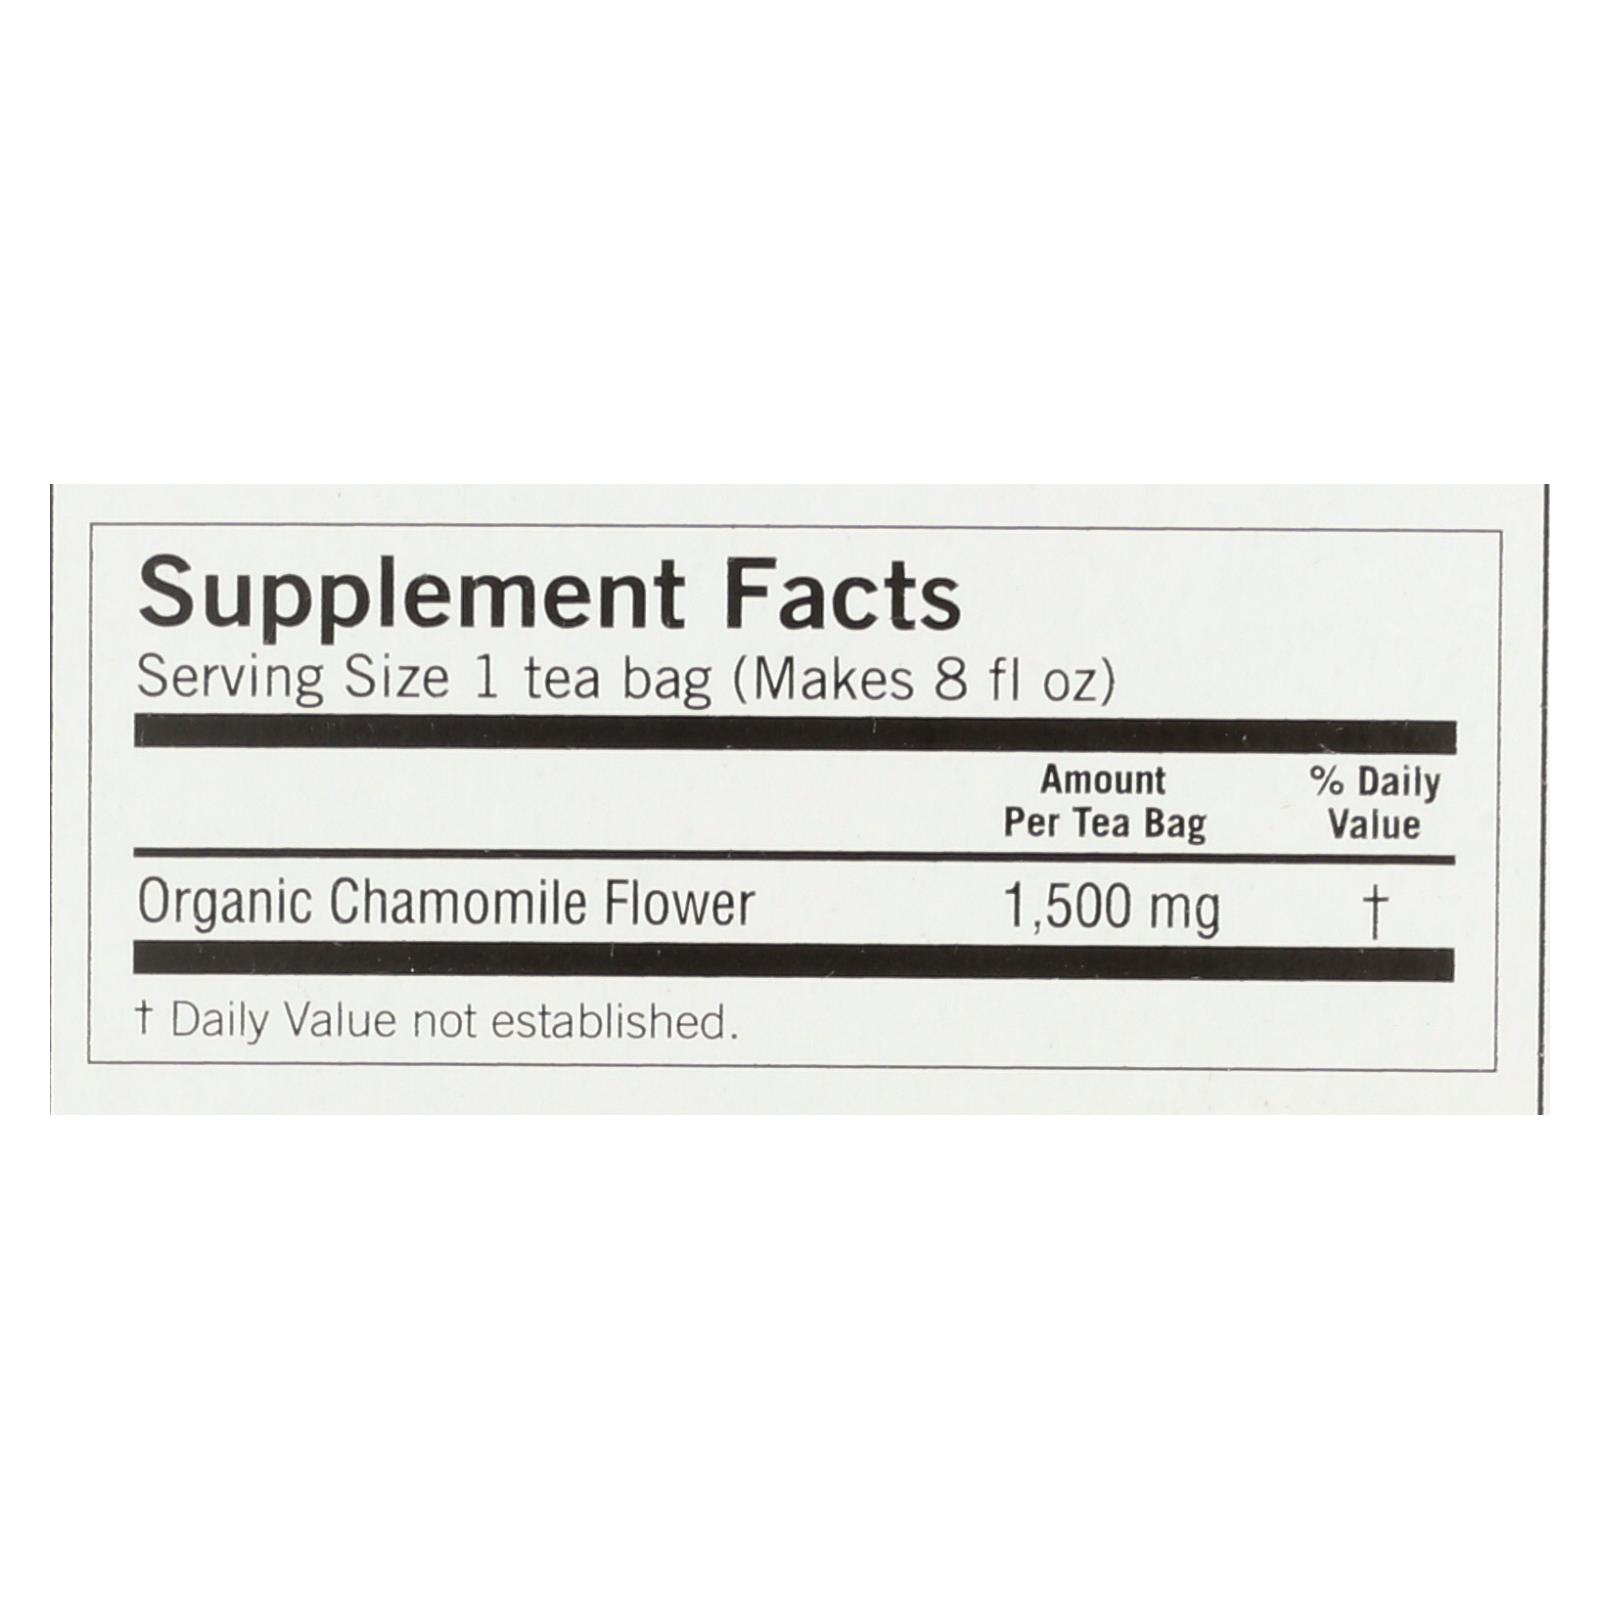 Supplement Facts
Serving Size 1 tea bag (Makes 8 fl oz)
Amount Per Tea Bag % Daily Value
Organic Chamomile Flower 1,500 mg †
† Daily Value not established.